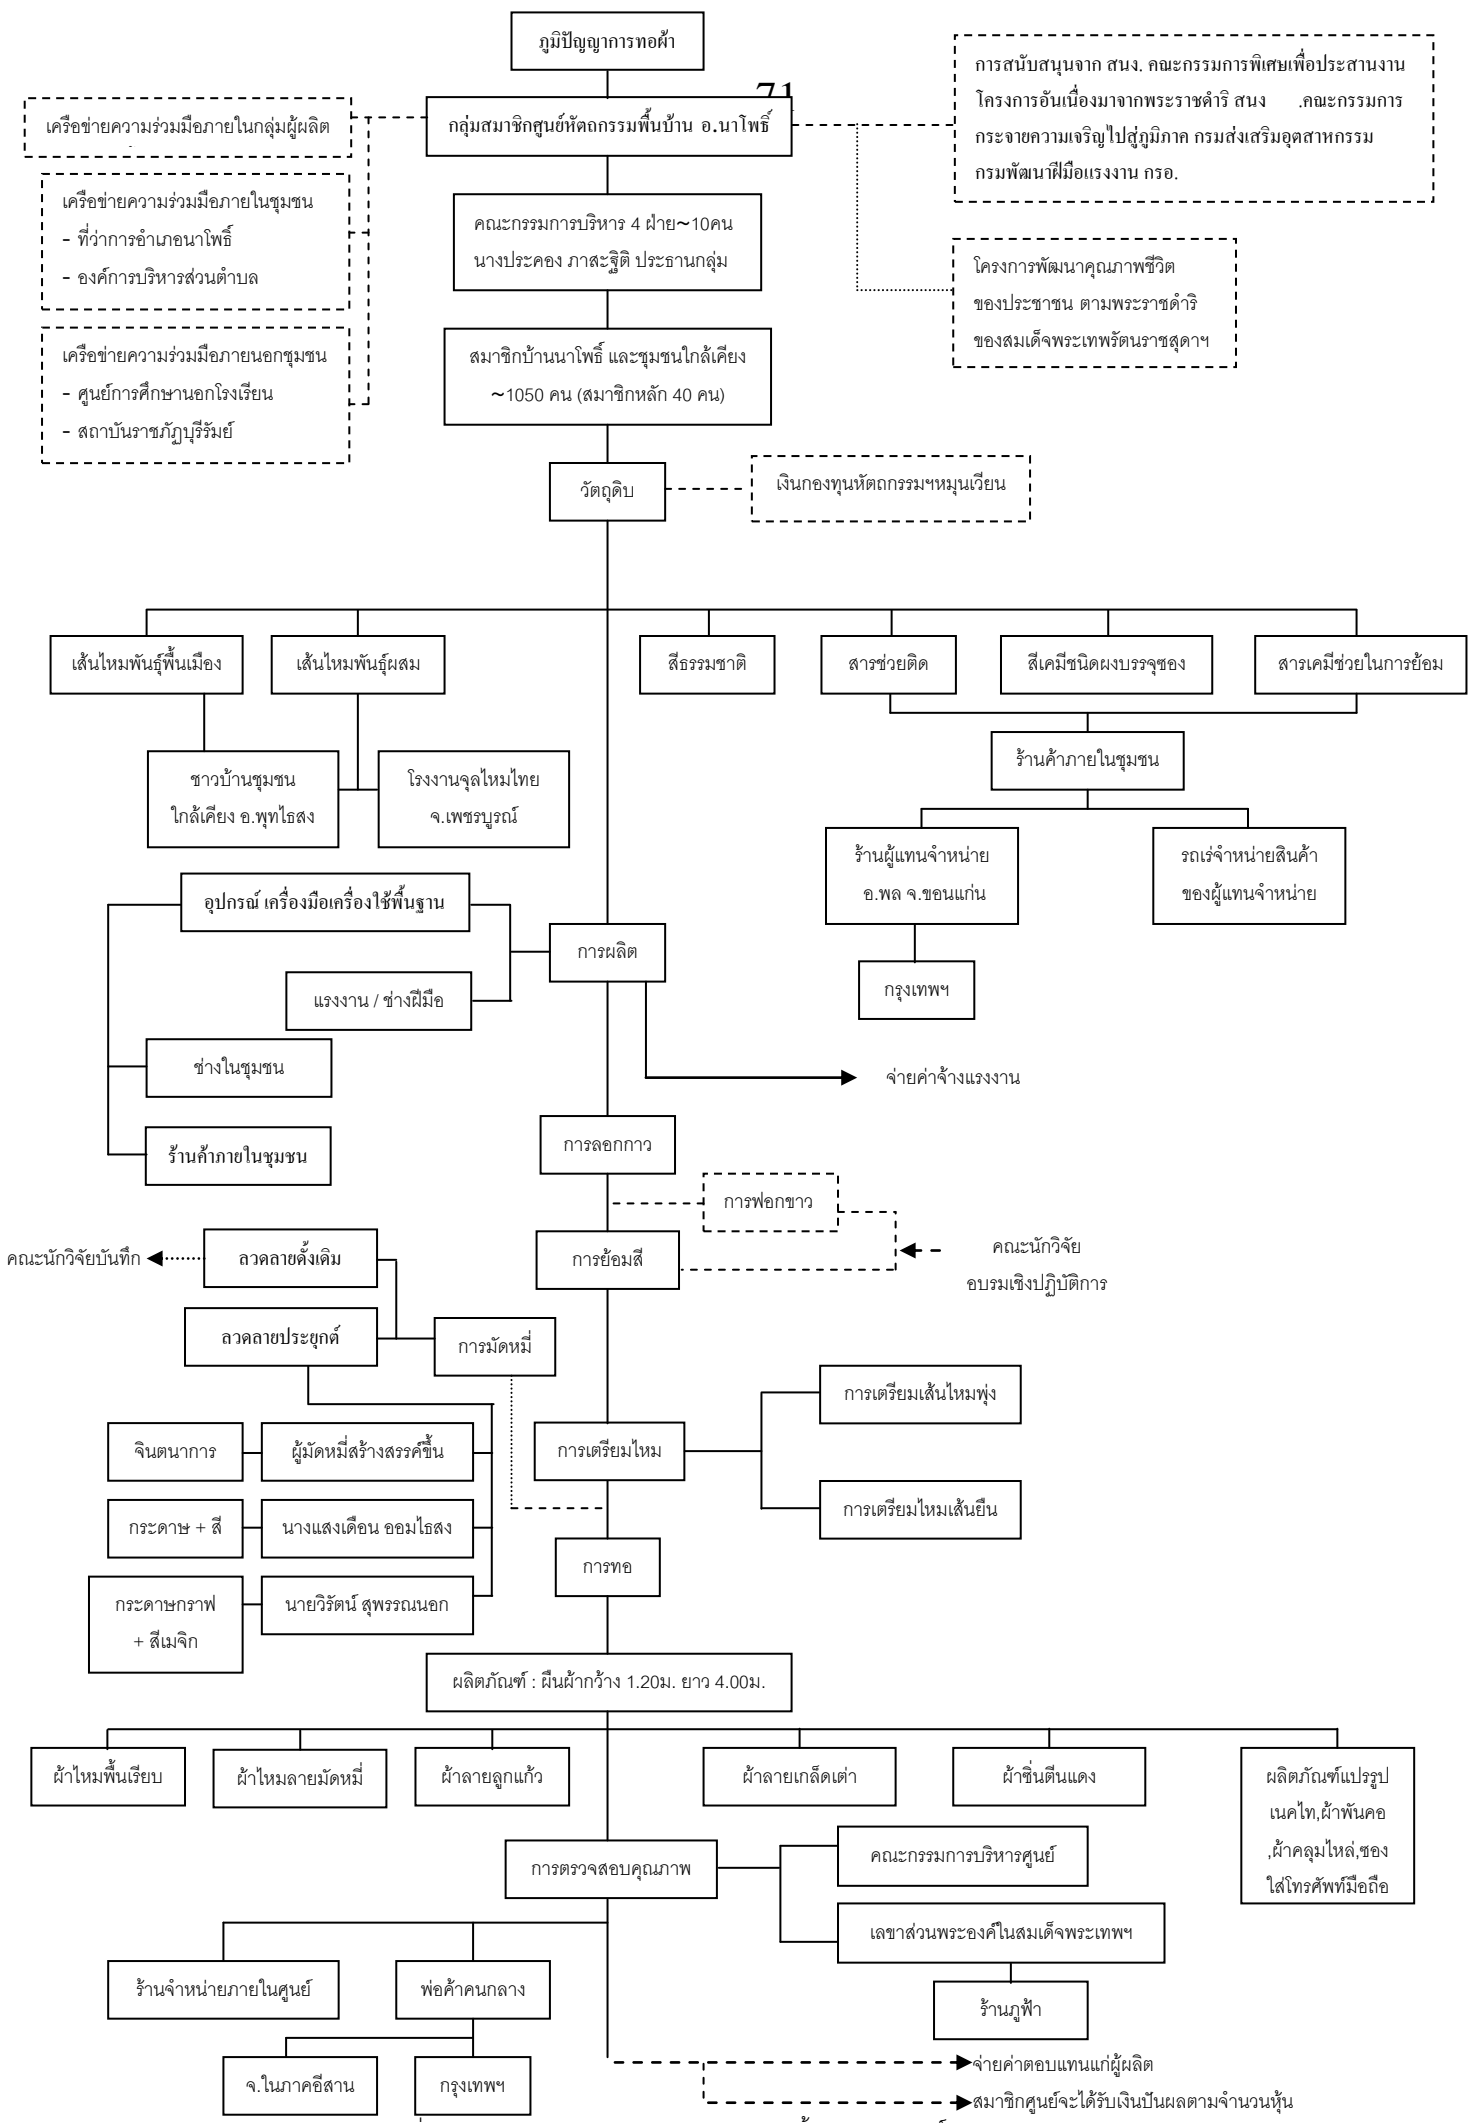 ภูมิปัญญาการทอผ้า
71
กลุ่มสมาชิกศูนย์หัตถกรรมพื้นบ้าน อ.นาโพธิ์
การสนับสนุนจาก สนง. คณะกรรมการพิเศษเพื่อประสานงาน
โครงการอันเนื่องมาจากพระราชดำริ สนง .คณะกรรมการ
กระจายความเจริญไปสู่ภูมิภาค กรมส่งเสริมอุตสาหกรรม
กรมพัฒนาฝีมือแรงงาน กรอ.
เครือข่ายความร่วมมือภายในกลุ่มผู้ผลิต
เครือข่ายความร่วมมือภายในชุมชน
- ที่ว่าการอำเภอนาโพธิ์
- องค์การบริหารส่วนตำบล
คณะกรรมการบริหาร 4 ฝ่าย~10คน
นางประคอง ภาสะฐิติ ประธานกลุ่ม
โครงการพัฒนาคุณภาพชีวิต
ของประชาชน ตามพระราชดำริ
ของสมเด็จพระเทพรัตนราชสุดาฯ
เครือข่ายความร่วมมือภายนอกชุมชน
- ศูนย์การศึกษานอกโรงเรียน
- สถาบันราชภัฏบุรีรัมย์
สมาชิกบ้านนาโพธิ์ และชุมชนใกล้เคียง
~1050 คน (สมาชิกหลัก 40 คน)
วัตถุดิบ
เงินกองทุนหัตถกรรมฯหมุนเวียน
เส้นไหมพันธุ์พื้นเมือง
เส้นไหมพันธุ์ผสม
สีธรรมชาติ
สารช่วยติด
สีเคมีชนิดผงบรรจุซอง
สารเคมีช่วยในการย้อม
ชาวบ้านชุมชน
ใกล้เคียง อ.พุทไธสง
โรงงานจุลไหมไทย
จ.เพชรบูรณ์
ร้านค้าภายในชุมชน
ร้านผู้แทนจำหน่าย
อ.พล จ.ขอนแก่น
รถเร่จำหน่ายสินค้า
ของผู้แทนจำหน่าย
กรุงเทพฯ
อุปกรณ์ เครื่องมือเครื่องใช้พื้นฐาน
การผลิต
แรงงาน / ช่างฝีมือ
ช่างในชุมชน
จ่ายค่าจ้างแรงงาน
ร้านค้าภายในชุมชน
การลอกกาว
การฟอกขาว
การย้อมสี
คณะนักวิจัย
อบรมเชิงปฏิบัติการ
คณะนักวิจัยบันทึก
ลวดลายดั้งเดิม
ลวดลายประยุกต์
การมัดหมี่
การเตรียมเส้นไหมพุ่ง
จินตนาการ
ผู้มัดหมี่สร้างสรรค์ขึ้น
การเตรียมไหม
การเตรียมไหมเส้นยืน
กระดาษ + สี
นางแสงเดือน ออมไธสง
การทอ
กระดาษกราฟ
+ สีเมจิก
นายวิรัตน์ สุพรรณนอก
ผลิตภัณฑ์ : ผืนผ้ากว้าง 1.20ม. ยาว 4.00ม.
ผ้าไหมพื้นเรียบ
ผ้าไหมลายมัดหมี่
ผ้าลายลูกแก้ว
ผ้าลายเกล็ดเต่า
ผ้าซิ่นตีนแดง
ผลิตภัณฑ์แปรรูป
เนคไท,ผ้าพันคอ
,ผ้าคลุมไหล่,ซอง
ใส่โทรศัพท์มือถือ
การตรวจสอบคุณภาพ
คณะกรรมการบริหารศูนย์
เลขาส่วนพระองค์ในสมเด็จพระเทพฯ
ร้านภูฟ้า
ร้านจำหน่ายภายในศูนย์
พ่อค้าคนกลาง
จ.ในภาคอีสาน
กรุงเทพฯ
จ่ายค่าตอบแทนแก่ผู้ผลิต
สมาชิกศูนย์จะได้รับเงินปันผลตามจำนวนหุ้น